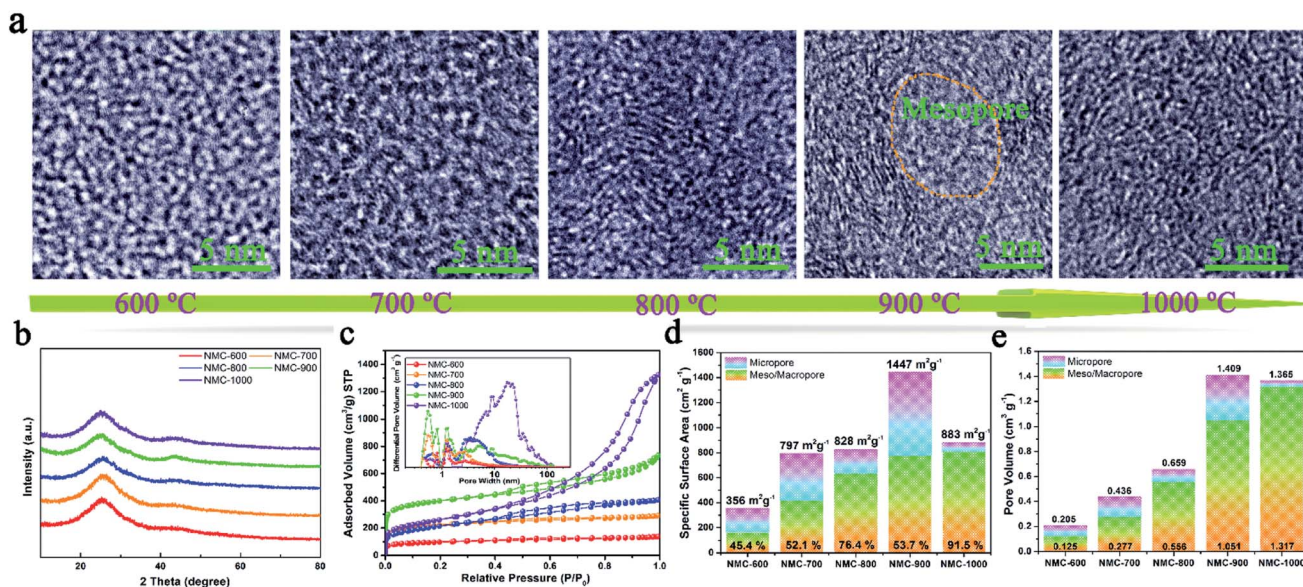 a
Mesopore
5 nm
5 nm
5 nm
5 nm
5 nm
600 ºC
700 ºC
800 ºC
900 ºC
1000 ºC
b
NMC-600
NMC-700
NMC-800
NMC-900
NMC-1000
Intensity (a.u.)
10
20
30
40
50
60
70
80
2 Theta (degree)
c
1400
1200
1000
800
600
400
200
0
Adsorbed Volume (cm³/g) STP
NMC-600
NMC-700
NMC-800
NMC-900
NMC-1000
Differential Pore Volume (cm³ g⁻¹)
1
10
100
Pore Width (nm)
0.0
0.2
0.4
0.6
0.8
1.0
Relative Pressure (P/P₀)
d
1600
1400
1200
1000
800
600
400
200
0
Specific Surface Area (cm² g⁻¹)
Micropore
Meso/Macropore
356 m²g⁻¹
797 m²g⁻¹
828 m²g⁻¹
1447 m²g⁻¹
883 m²g⁻¹
45.4 %
52.1 %
76.4 %
53.7 %
91.5 %
NMC-600
NMC-700
NMC-800
NMC-900
NMC-1000
e
1.6
1.4
1.2
1.0
0.8
0.6
0.4
0.2
0.0
Pore Volume (cm³ g⁻¹)
Micropore
Meso/Macropore
0.205
0.436
0.659
1.409
1.365
0.125
0.277
0.556
1.051
1.317
NMC-600
NMC-700
NMC-800
NMC-900
NMC-1000